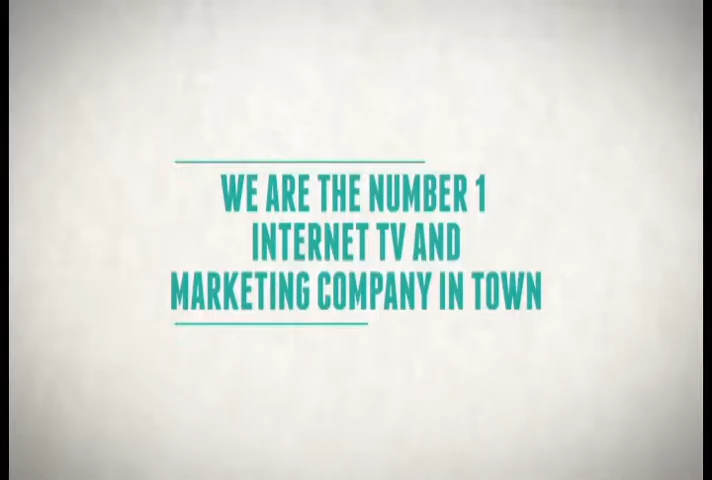 WE ARE THE NUMBER 1
INTERNET TV AND
MARKETING COMPANY IN TOWN